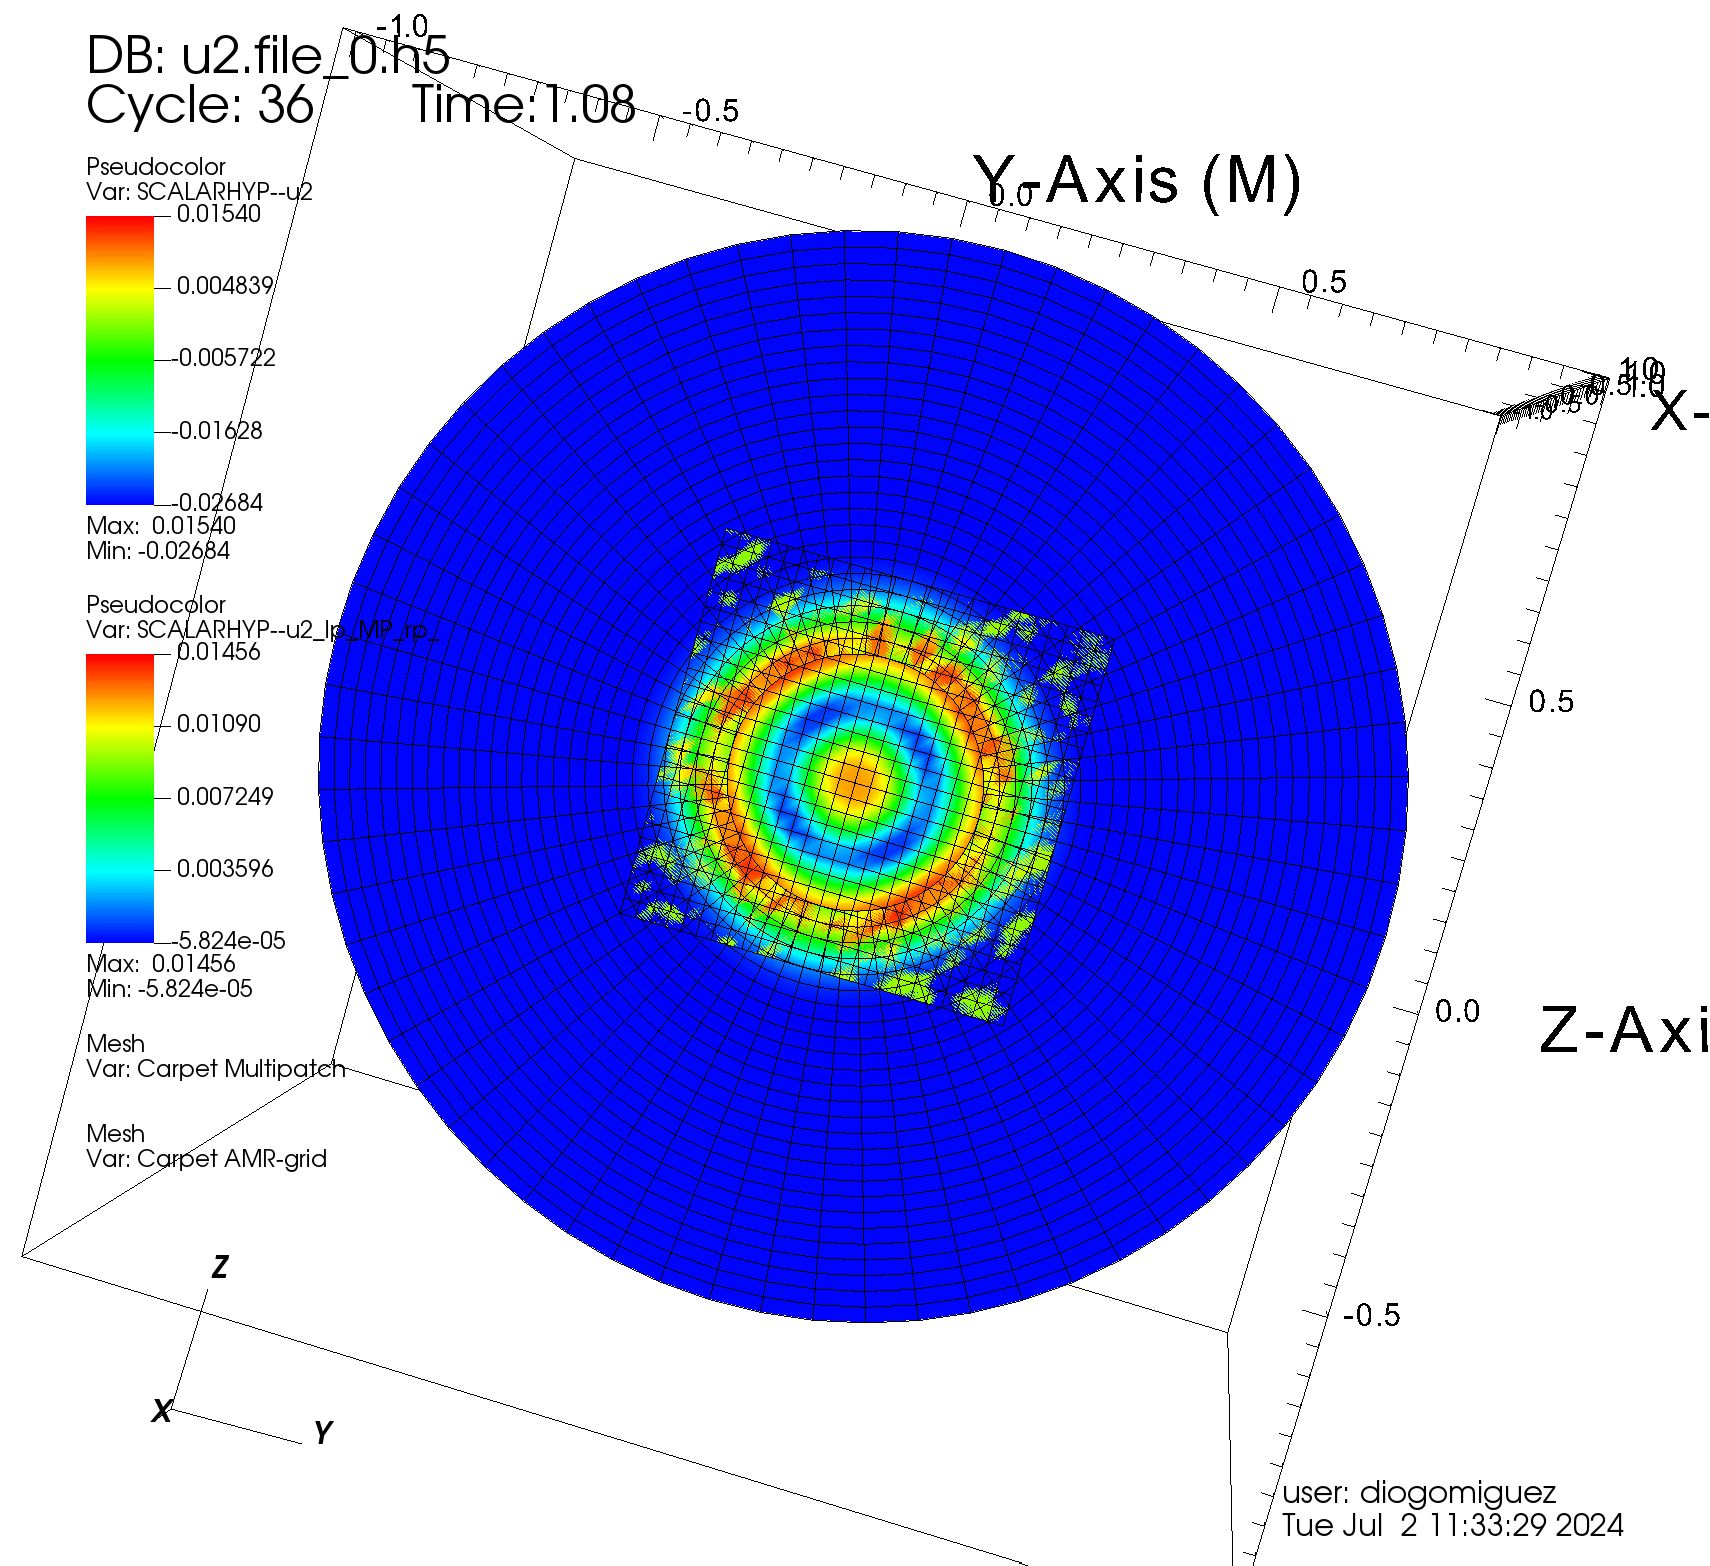 DB: u2.file_0.h5
Cycle: 36 Time:1.08
Pseudocolor
Var: SCALARHYP--u2
0.01540
0.004839
-0.005722
-0.01628
-0.02684
Max: 0.01540
Min: -0.02684
Pseudocolor
Var: SCALARHYP--u2_lp_MP_rp_
0.01456
0.01090
0.007249
0.003596
-5.824e-05
Max: 0.01456
Min: -5.824e-05
Mesh
Var: Carpet Multipatch
Mesh
Var: Carpet AMR-grid
-1.0
-0.5
0.0
Y-Axis (M)
0.5
1.0
X-
0.5
0.0
Z-Axi
-0.5
Z
X
Y
user: diogomiguez
Tue Jul 2 11:33:29 2024